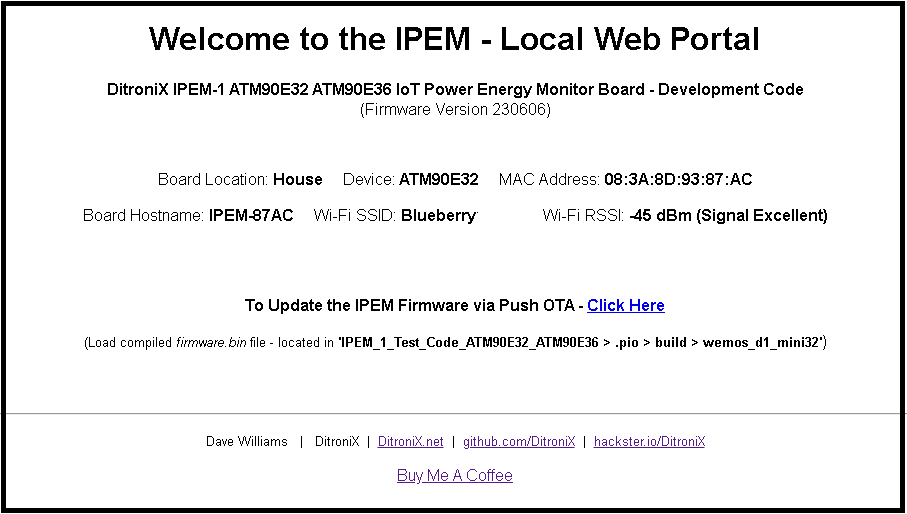 Welcome to the IPEM - Local Web Portal
DitroniX IPEM-1 ATM90E32 ATM90E36 IoT Power Energy Monitor Board - Development Code
(Firmware Version 230606)
Board Location: House Device: ATM90E32 MAC Address: 08:3A:8D:93:87:AC
Board Hostname: IPEM-87AC Wi-Fi SSID: Blueberry Wi-Fi RSSI: -45 dBm (Signal Excellent)
To Update the IPEM Firmware via Push OTA - Click Here
(Load compiled firmware.bin file - located in 'IPEM_1_Test_Code_ATM90E32_ATM90E36 > .pio > build > wemos_d1_mini32')
Dave Williams | DitroniX | DitroniX.net | github.com/DitroniX | hackster.io/DitroniX
Buy Me A Coffee